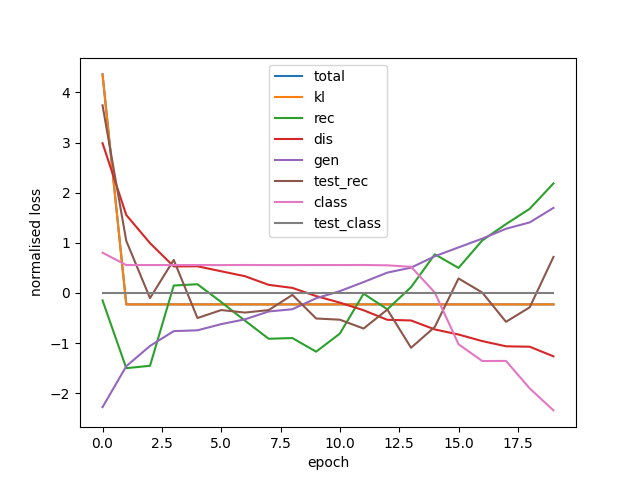 total
kl
rec
dis
gen
test_rec
class
test_class
normalised loss
4
3
2
1
0
−1
−2
0.0 2.5 5.0 7.5 10.0 12.5 15.0 17.5
epoch